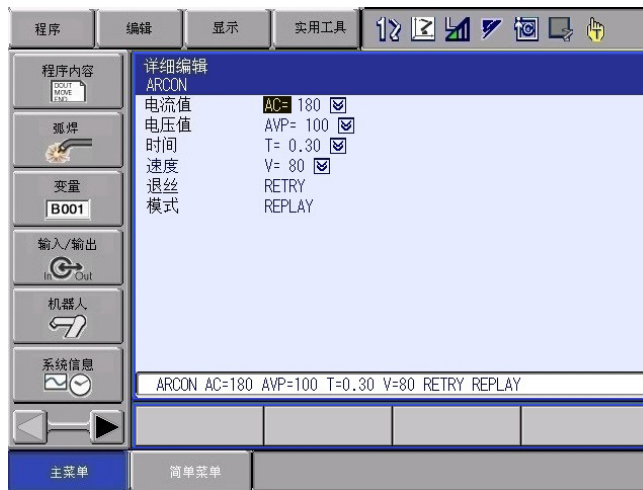 程序 编辑 显示 实用工具
程序内容
DOUT
MOVE
END
弧焊
变量
B001
输入/输出
In Out
机器人
系统信息
详细编辑
ARCON
电流值 AC= 180
电压值 AVP= 100
时间 T= 0.30
速度 V= 80
退丝 RETRY
模式 REPLAY
ARCON AC=180 AVP=100 T=0.30 V=80 RETRY REPLAY
主菜单 简单菜单